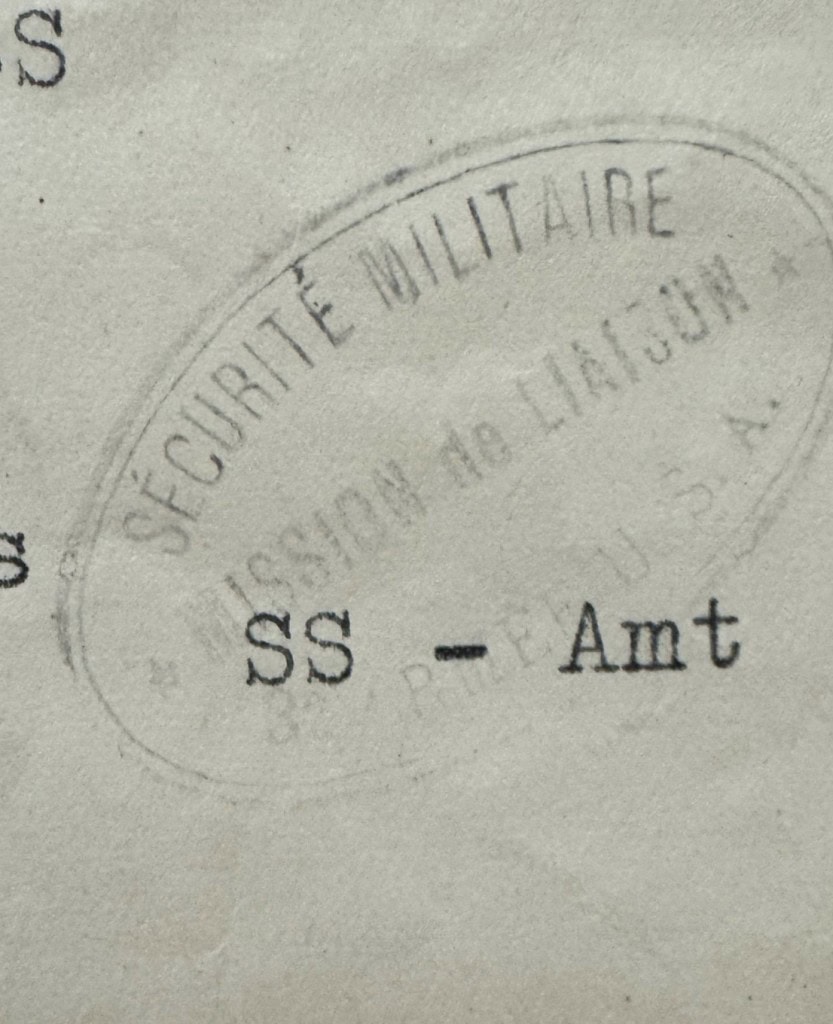 S
SÉCURITÉ MILITAIRE
★ MISSION de LIAISON ★
U. S. A.
SS - Amt